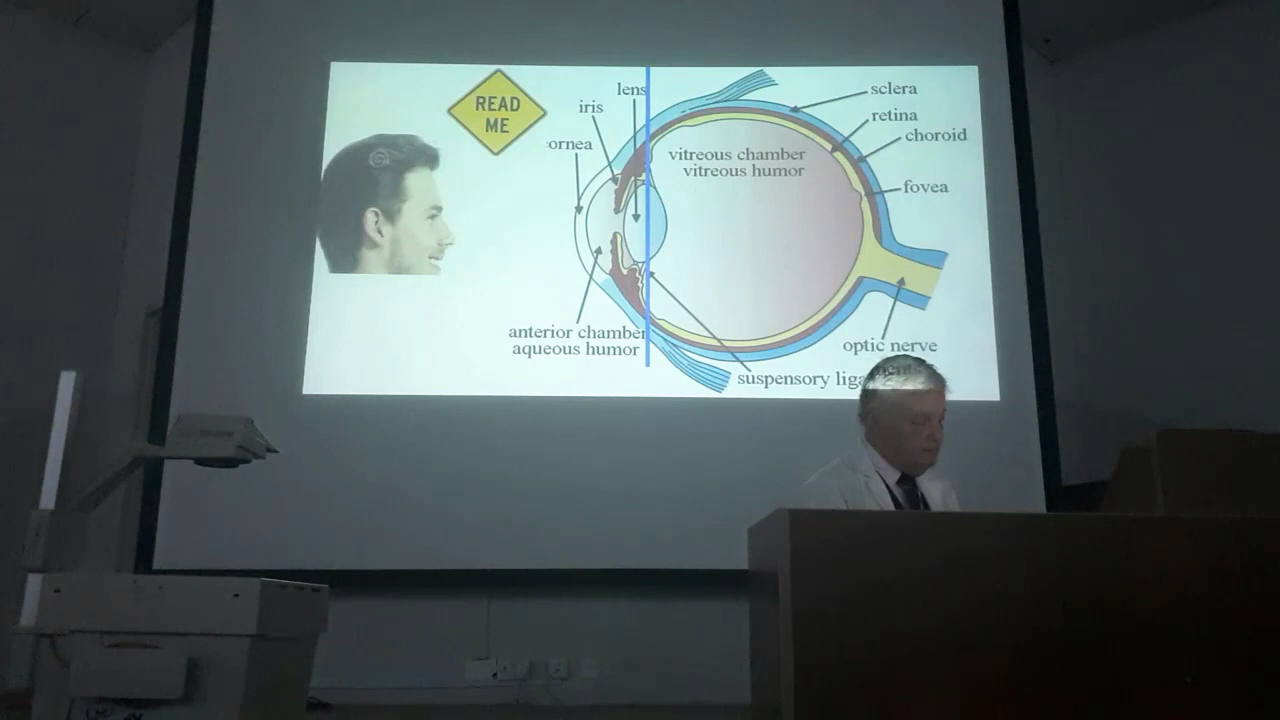 READ
ME
lens
iris
ornea
sclera
retina
choroid
vitreous chamber
vitreous humor
fovea
anterior chamber
aqueous humor
optic nerve
suspensory ligament